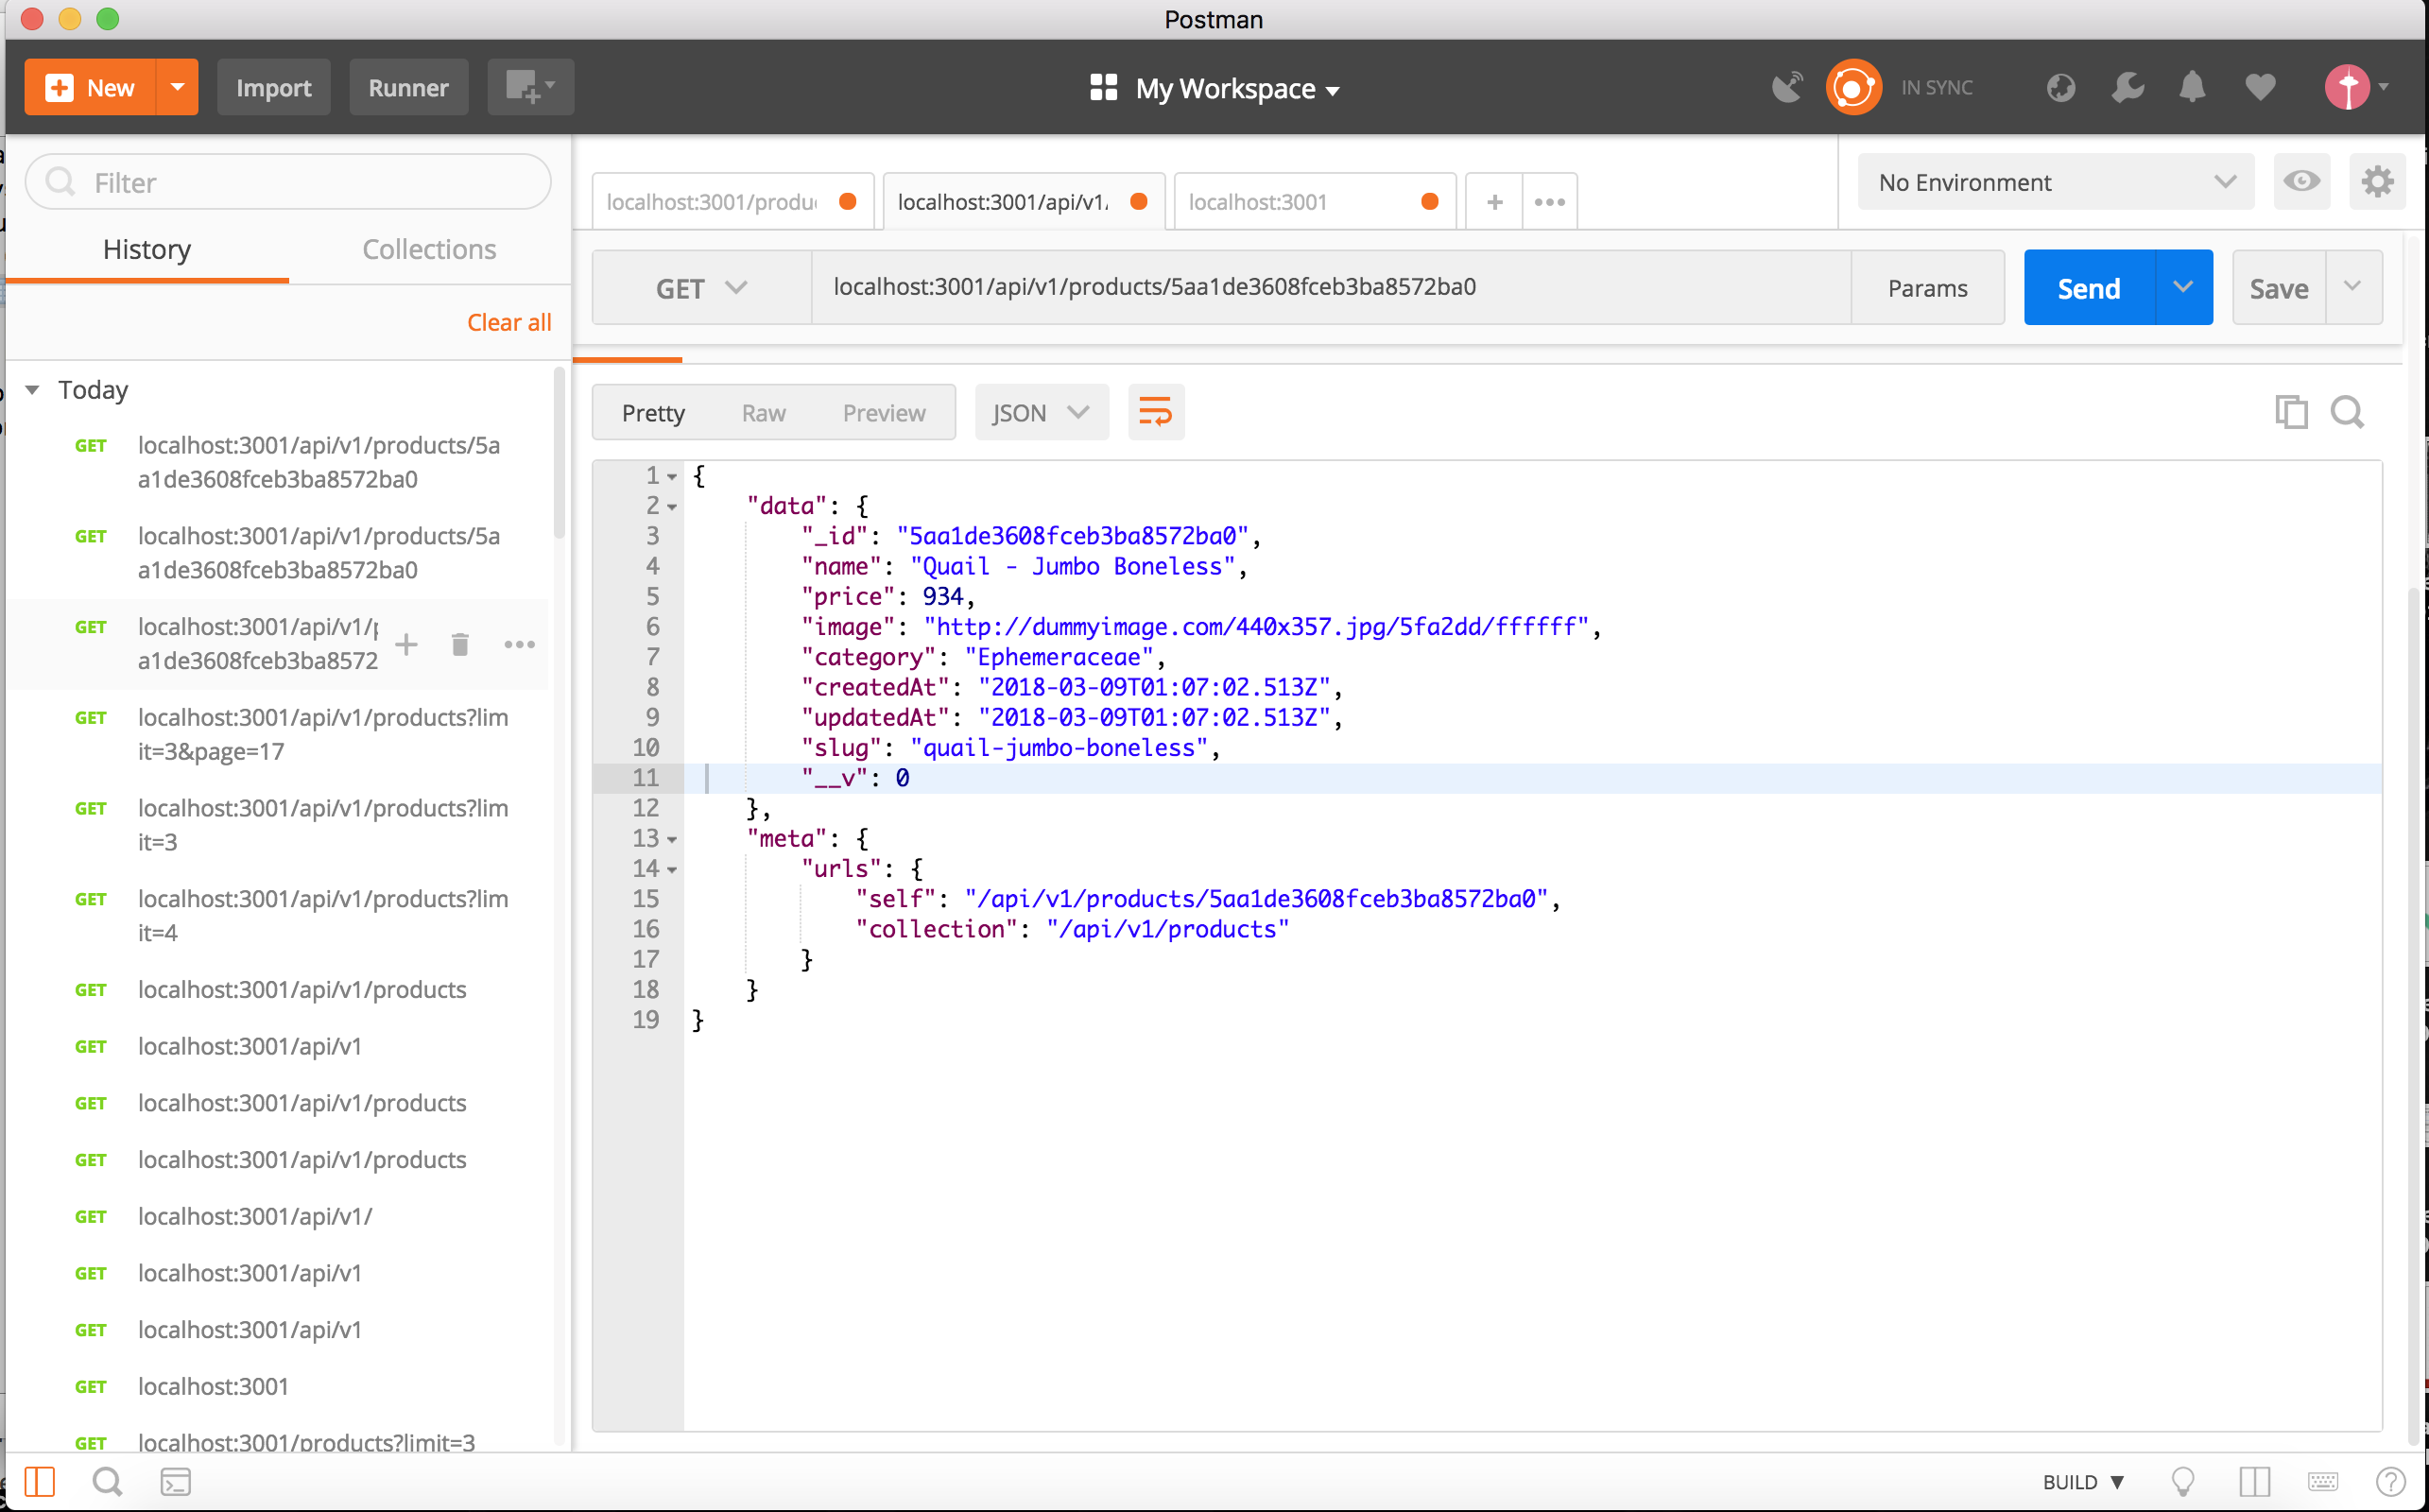 Postman
New
Import
Runner
My Workspace
IN SYNC
Filter
History
Collections
Clear all
Today
GET localhost:3001/api/v1/products/5a
a1de3608fceb3ba8572ba0
GET localhost:3001/api/v1/products/5a
a1de3608fceb3ba8572ba0
GET localhost:3001/api/v1/p
a1de3608fceb3ba8572
GET localhost:3001/api/v1/products?lim
it=3&page=17
GET localhost:3001/api/v1/products?lim
it=3
GET localhost:3001/api/v1/products?lim
it=4
GET localhost:3001/api/v1/products
GET localhost:3001/api/v1
GET localhost:3001/api/v1/products
GET localhost:3001/api/v1/products
GET localhost:3001/api/v1/
GET localhost:3001/api/v1
GET localhost:3001/api/v1
GET localhost:3001
GET localhost:3001/products?limit=3
localhost:3001/produ
localhost:3001/api/v1/
localhost:3001
No Environment
GET
localhost:3001/api/v1/products/5aa1de3608fceb3ba8572ba0
Params
Send
Save
Pretty
Raw
Preview
JSON
1 {
2 "data": {
3 "_id": "5aa1de3608fceb3ba8572ba0",
4 "name": "Quail - Jumbo Boneless",
5 "price": 934,
6 "image": "http://dummyimage.com/440x357.jpg/5fa2dd/ffffff",
7 "category": "Ephemeraceae",
8 "createdAt": "2018-03-09T01:07:02.513Z",
9 "updatedAt": "2018-03-09T01:07:02.513Z",
10 "slug": "quail-jumbo-boneless",
11 "__v": 0
12 },
13 "meta": {
14 "urls": {
15 "self": "/api/v1/products/5aa1de3608fceb3ba8572ba0",
16 "collection": "/api/v1/products"
17 }
18 }
19 }
BUILD